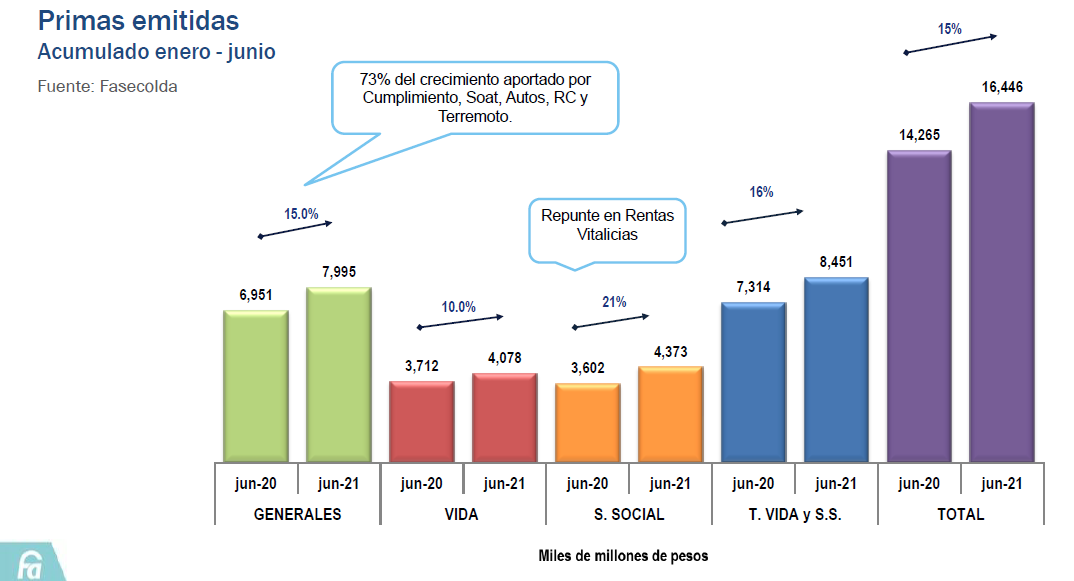 Primas emitidas
Acumulado enero - junio
Fuente: Fasecolda
73% del crecimiento aportado por
Cumplimiento, Soat, Autos, RC y
Terremoto.
Repunte en Rentas
Vitalicias
15.0%
6,951
7,995
10.0%
3,712
4,078
21%
3,602
4,373
16%
7,314
8,451
15%
14,265
16,446
jun-20 jun-21 jun-20 jun-21 jun-20 jun-21 jun-20 jun-21 jun-20 jun-21
GENERALES VIDA S. SOCIAL T. VIDA y S.S. TOTAL
Miles de millones de pesos
fa